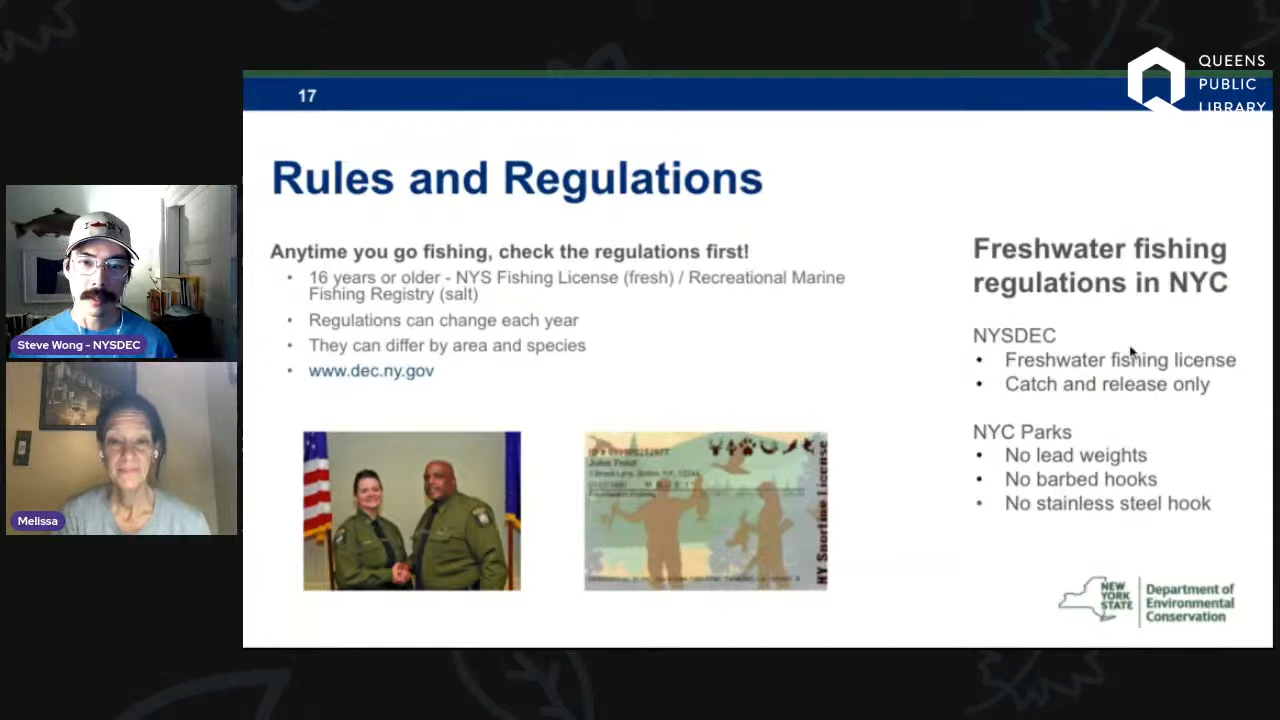 17
QUEENS
PUBLIC
LIBRARY
Rules and Regulations
Anytime you go fishing, check the regulations first!
• 16 years or older - NYS Fishing License (fresh) / Recreational Marine
Fishing Registry (salt)
• Regulations can change each year
• They can differ by area and species
• www.dec.ny.gov
Freshwater fishing
regulations in NYC
NYSDEC
• Freshwater fishing license
• Catch and release only
NYC Parks
• No lead weights
• No barbed hooks
• No stainless steel hook
Steve Wong - NYSDEC
Melissa
NY Sporting License
NEW
YORK
STATE
Department of
Environmental
Conservation